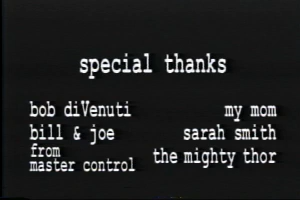 special thanks
bob diVenuti
bill & joe
from
master control
my mom
sarah smith
the mighty thor